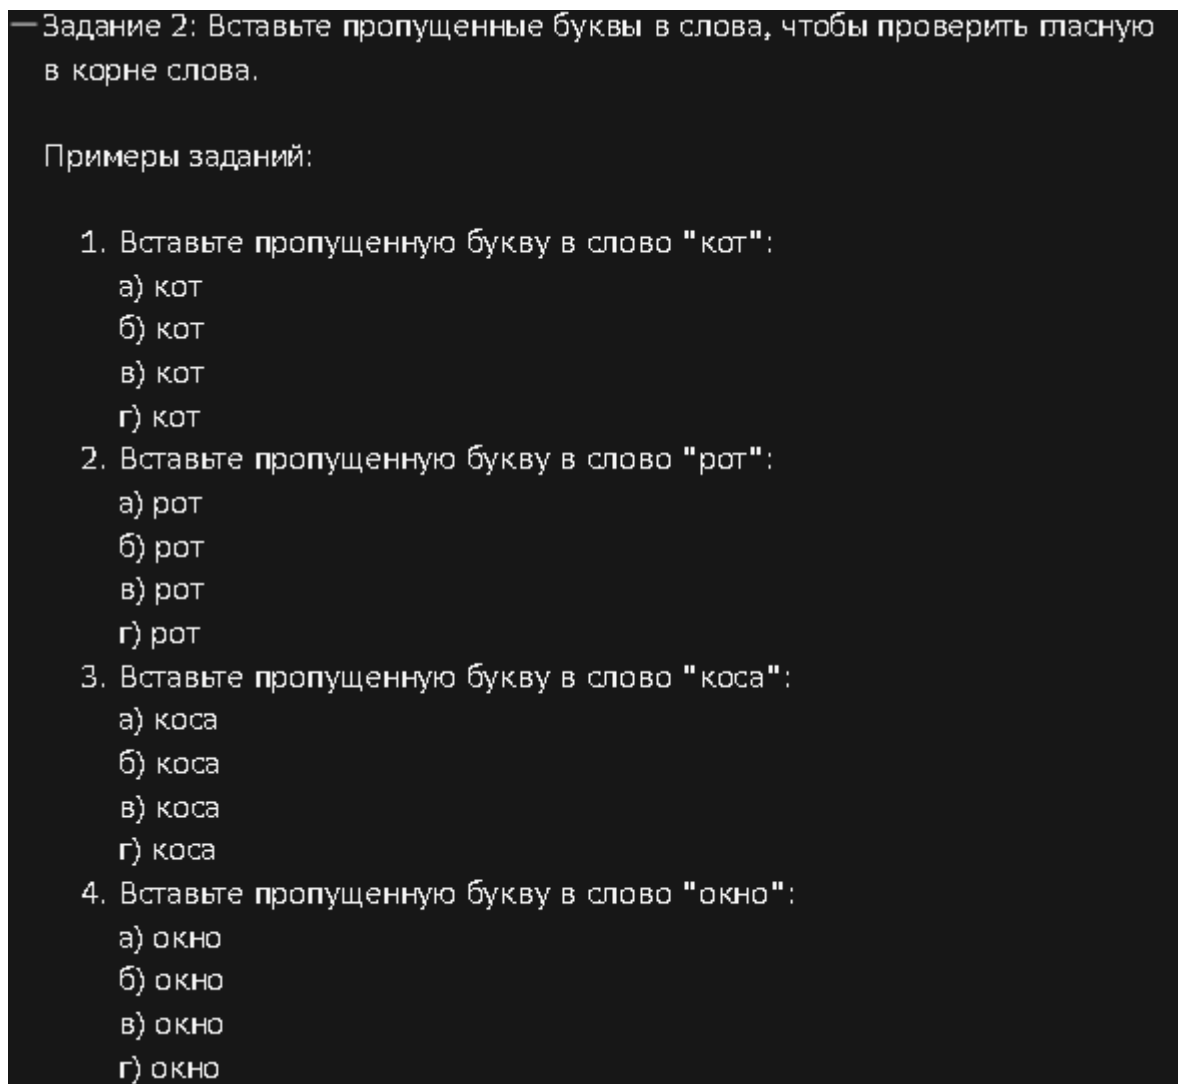 Задание 2: Вставьте пропущенные буквы в слова, чтобы проверить гласную
в корне слова.
Примеры заданий:
1. Вставьте пропущенную букву в слово "кот":
а) кот
б) кот
в) кот
г) кот
2. Вставьте пропущенную букву в слово "рот":
а) рот
б) рот
в) рот
г) рот
3. Вставьте пропущенную букву в слово "коса":
а) коса
б) коса
в) коса
г) коса
4. Вставьте пропущенную букву в слово "окно":
а) окно
б) окно
в) окно
г) окно